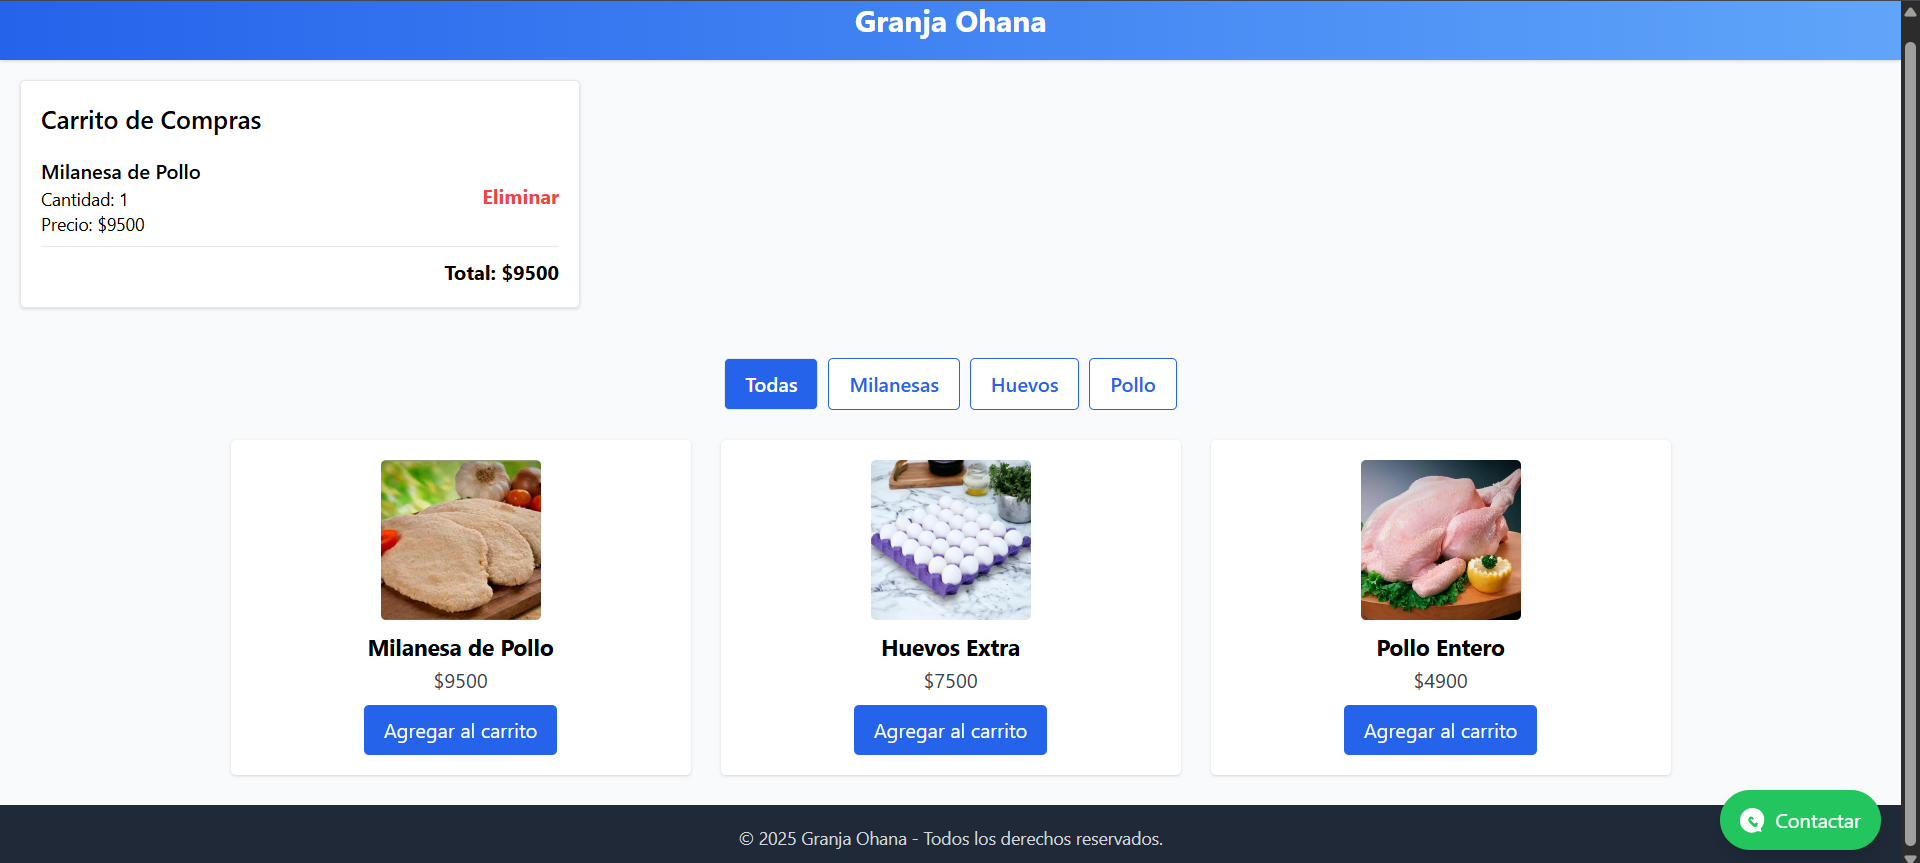 Granja Ohana
Carrito de Compras
Milanesa de Pollo
Cantidad: 1
Precio: $9500
Eliminar
Total: $9500
Todas
Milanesas
Huevos
Pollo
Milanesa de Pollo
$9500
Agregar al carrito
Huevos Extra
$7500
Agregar al carrito
Pollo Entero
$4900
Agregar al carrito
© 2025 Granja Ohana - Todos los derechos reservados.
Contactar